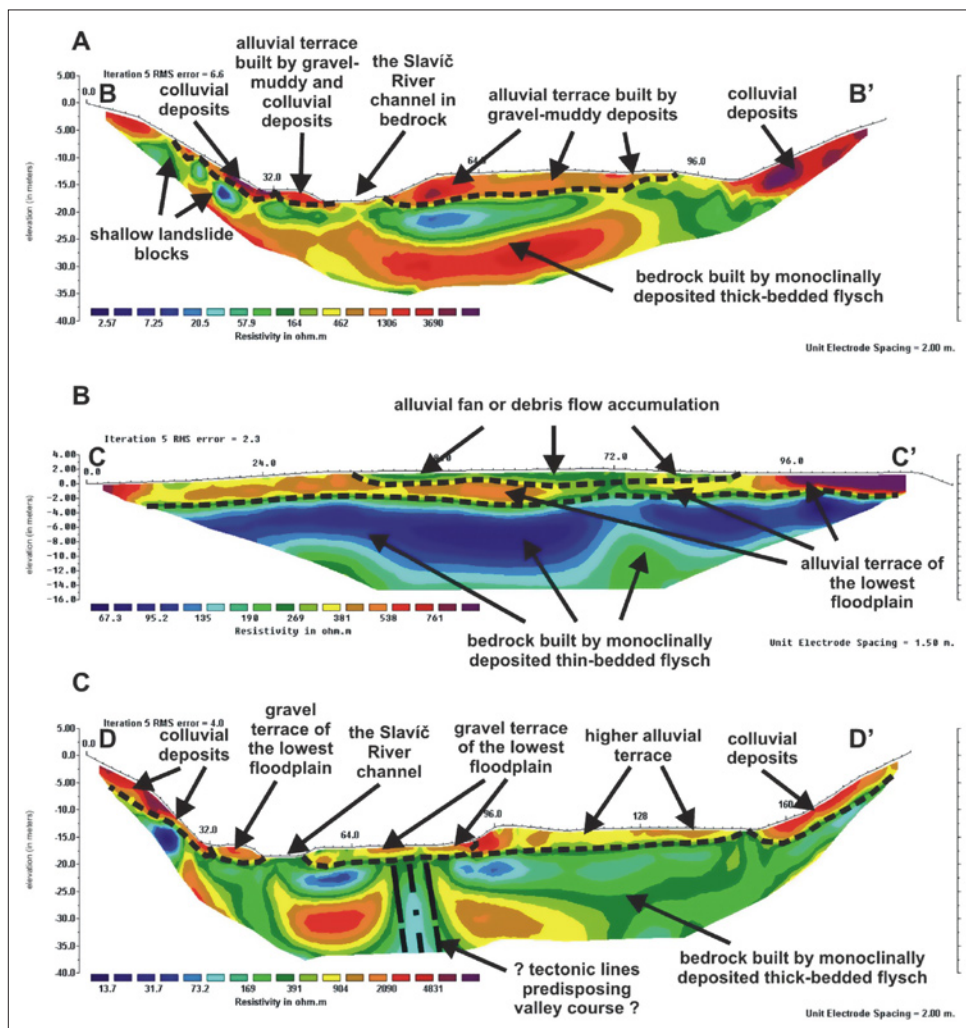 A
Iteration 5 RMS error = 6.6
elevation (in meters)
5.00
0.0
-5.0
-10.0
-15.0
-20.0
-25.0
-30.0
-35.0
-40.0
0.0
B
B'
colluvial
deposits
alluvial terrace
built by gravel-
muddy and
colluvial
deposits
the Slavíč
River
channel in
bedrock
alluvial terrace built by
gravel-muddy deposits
colluvial
deposits
32.0
96.0
shallow landslide
blocks
bedrock built by monoclinally
deposited thick-bedded flysch
2.57 7.25 20.5 57.9 164 462 1306 3690
Resistivity in ohm.m
Unit Electrode Spacing = 2.00 m.
B
alluvial fan or debris flow accumulation
Iteration 5 RMS error = 2.3
elevation (in meters)
4.00
2.00
0.0
-2.00
-4.00
-6.00
-8.00
-10.0
-12.0
-14.0
-16.0
C
C'
0.0
24.0
72.0
96.0
alluvial terrace of
the lowest
floodplain
bedrock built by monoclinally
deposited thin-bedded flysch
67.3 95.2 135 190 269 381 538 761
Resistivity in ohm.m
Unit Electrode Spacing = 1.50 m.
C
Iteration 5 RMS error = 4.0
elevation (in meters)
5.00
0.0
-5.0
-10.0
-15.0
-20.0
-25.0
-30.0
-35.0
-40.0
0.0
D
D'
colluvial
deposits
gravel
terrace of
the lowest
floodplain
the Slavíč
River
channel
gravel terrace
of the lowest
floodplain
higher alluvial
terrace
colluvial
deposits
32.0
64.0
96.0
128
160
? tectonic lines
predisposing
valley course ?
bedrock built by monoclinally
deposited thick-bedded flysch
13.7 31.7 73.2 169 391 904 2090 4831
Resistivity in ohm.m
Unit Electrode Spacing = 2.00 m.